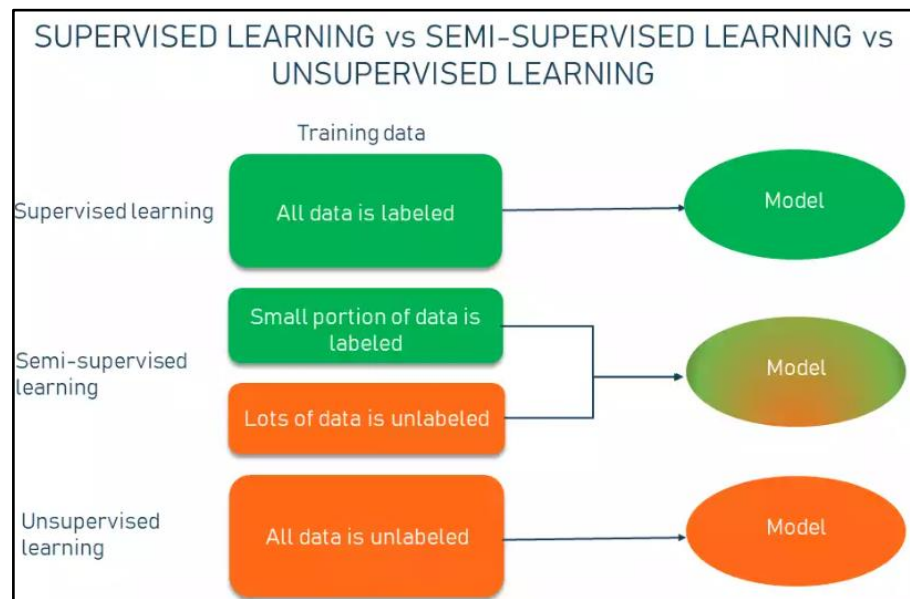 SUPERVISED LEARNING vs SEMI-SUPERVISED LEARNING vs
UNSUPERVISED LEARNING
Training data
Supervised learning
All data is labeled
Model
Small portion of data is
labeled
Semi-supervised
learning
Lots of data is unlabeled
Model
Unsupervised
learning
All data is unlabeled
Model